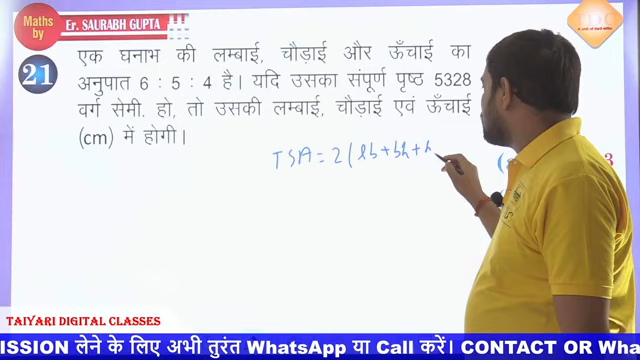 Maths
by
Er. SAURABH GUPTA
21
एक घनाभ की लम्बाई, चौड़ाई और ऊँचाई का
अनुपात 6 : 5 : 4 है। यदि उसका संपूर्ण पृष्ठ 5328
वर्ग सेमी. हो, तो उसकी लम्बाई, चौड़ाई एवं ऊँचाई
(cm) में होगी।
TSA = 2(lb+bh+h
3
TAIYARI DIGITAL CLASSES
ISSION लेने के लिए अभी तुरंत WhatsApp या Call करें। CONTACT OR Wha